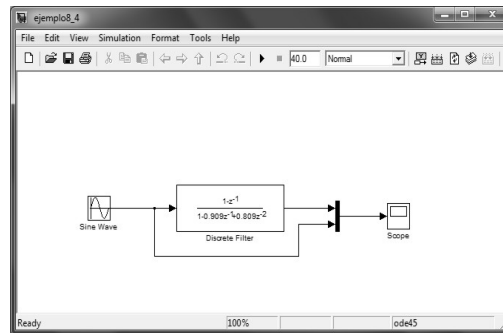 ejemplo8_4
File Edit View Simulation Format Tools Help
40.0 Normal
1-z-1
1-0.909z-1+0.809z-2
Sine Wave
Discrete Filter
Scope
Ready 100% ode45